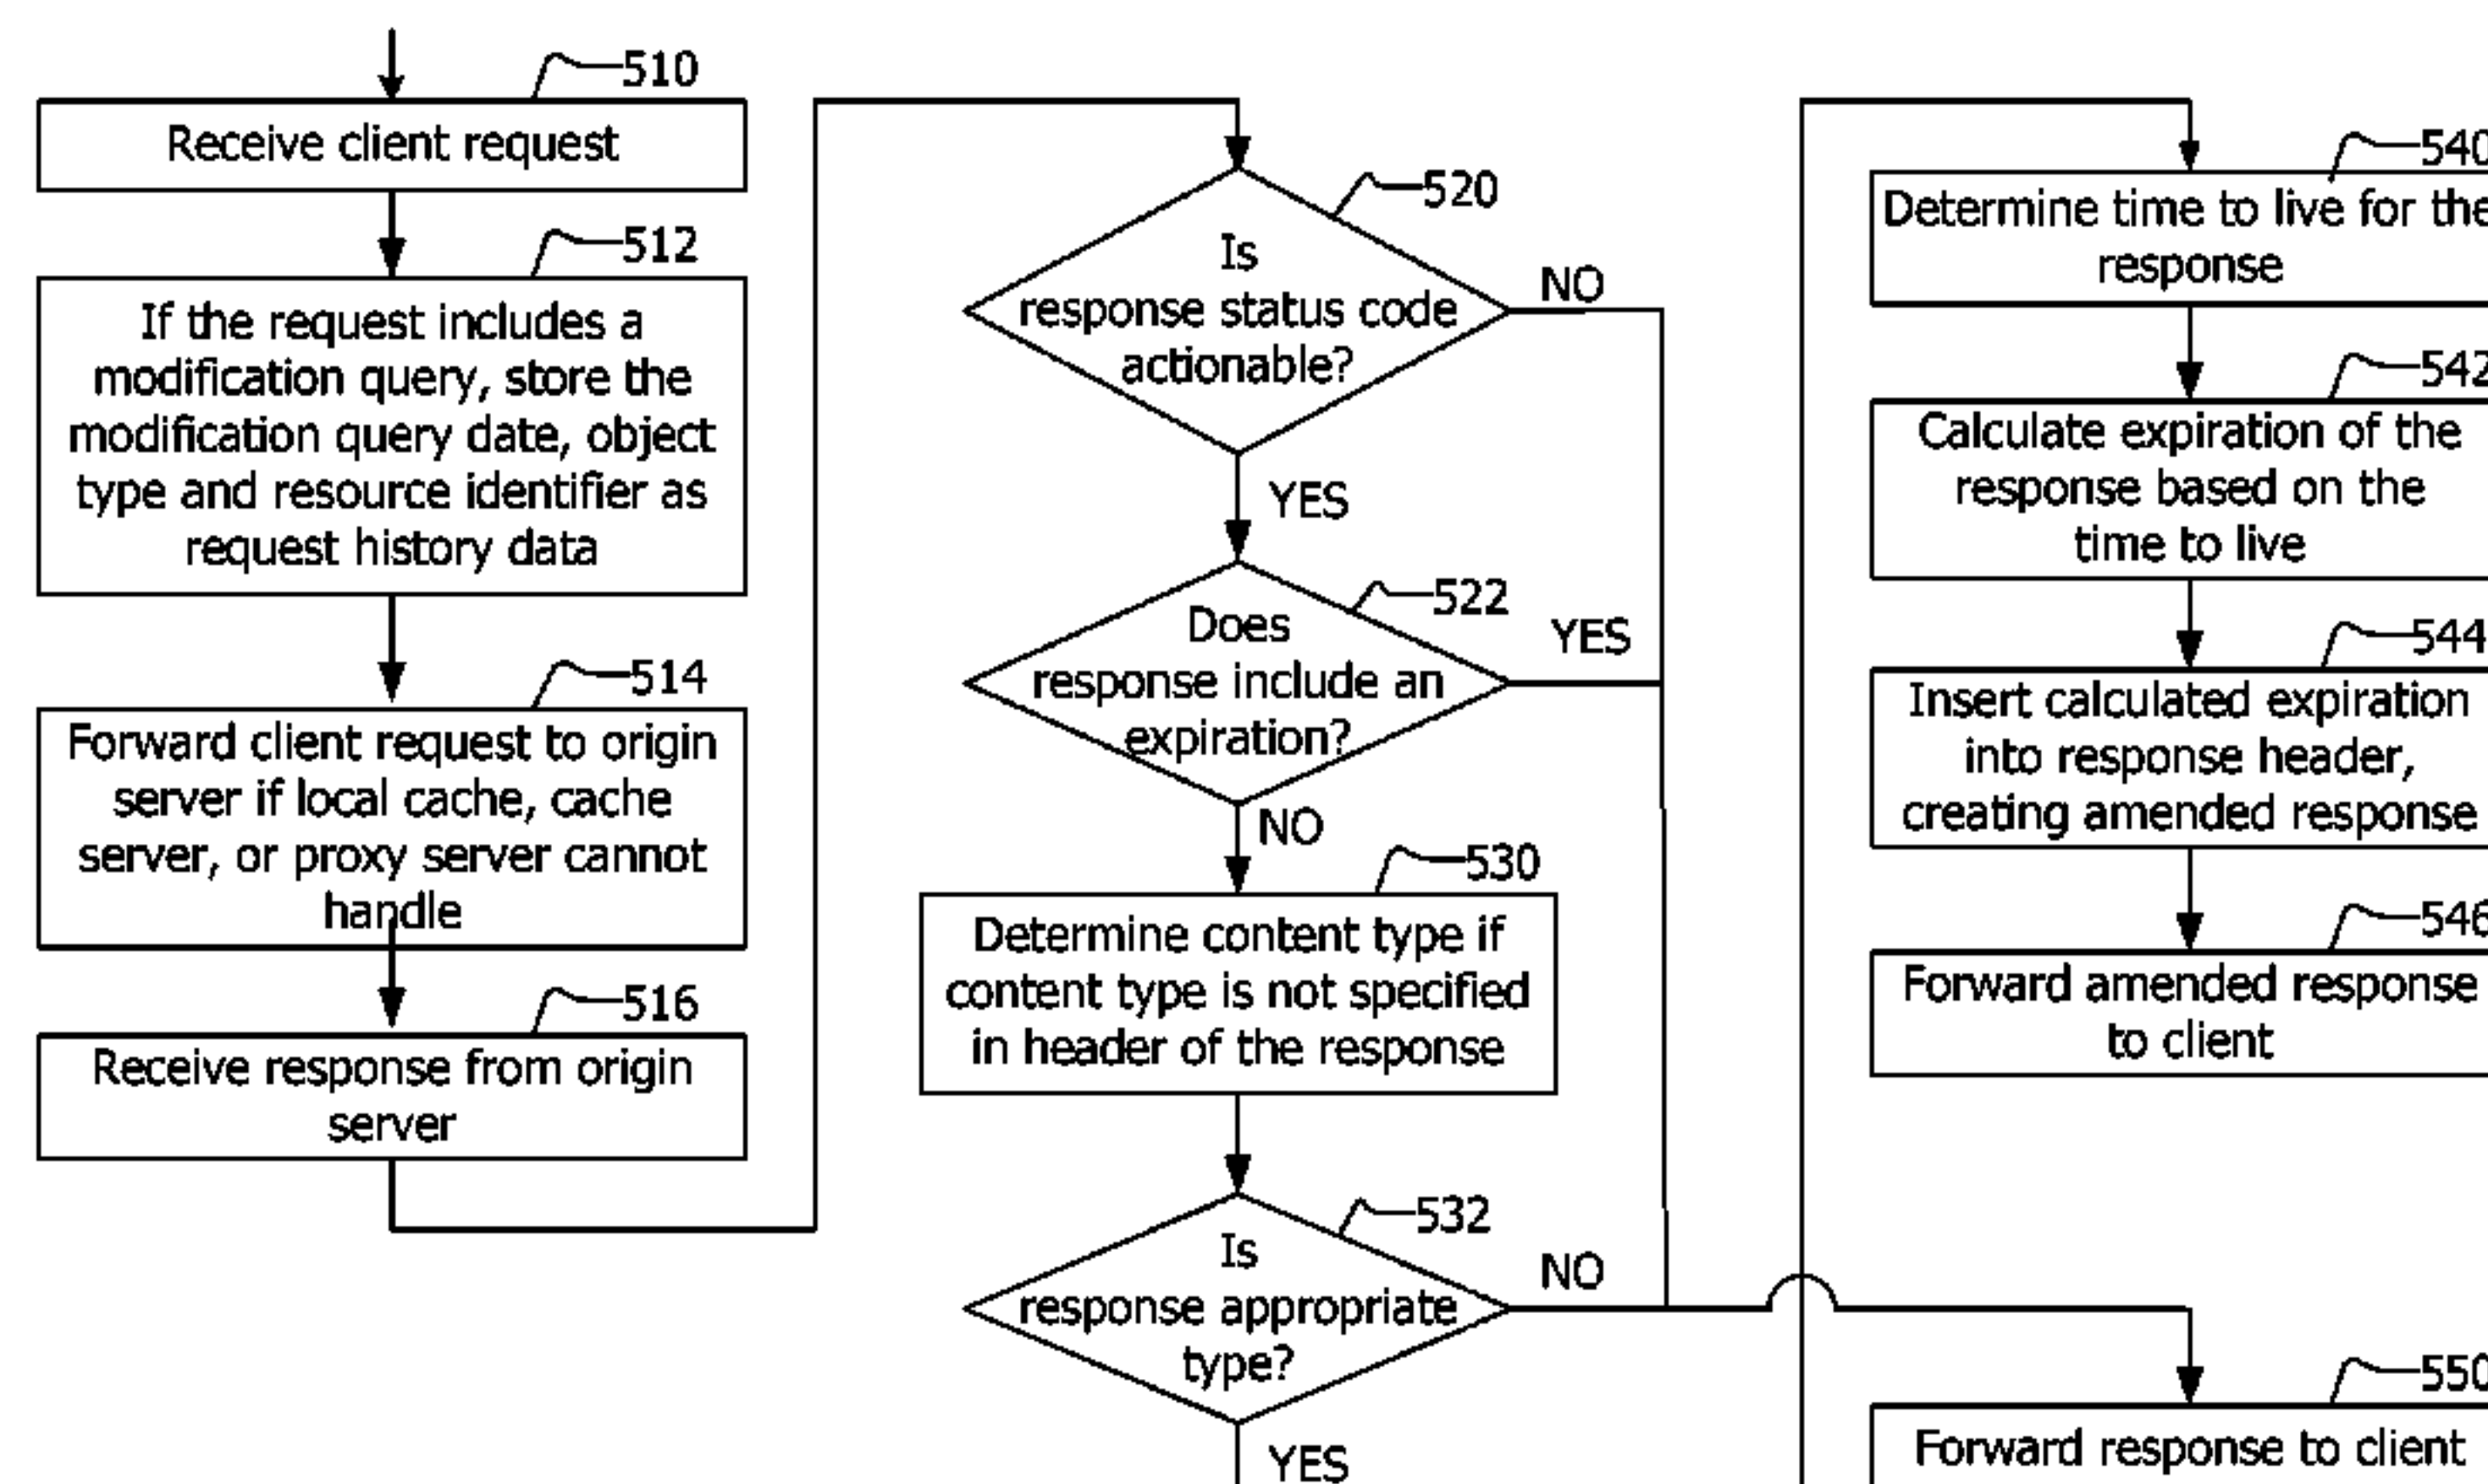 510
Receive client request
512
If the request includes a
modification query, store the
modification query date, object
type and resource identifier as
request history data
514
Forward client request to origin
server if local cache, cache
server, or proxy server cannot
handle
516
Receive response from origin
server
520
Is
response status code
actionable?
NO
YES
522
Does
response include an
expiration?
YES
NO
530
Determine content type if
content type is not specified
in header of the response
532
Is
response appropriate
type?
NO
YES
540
Determine time to live for the
response
542
Calculate expiration of the
response based on the
time to live
544
Insert calculated expiration
into response header,
creating amended response
546
Forward amended response
to client
550
Forward response to client